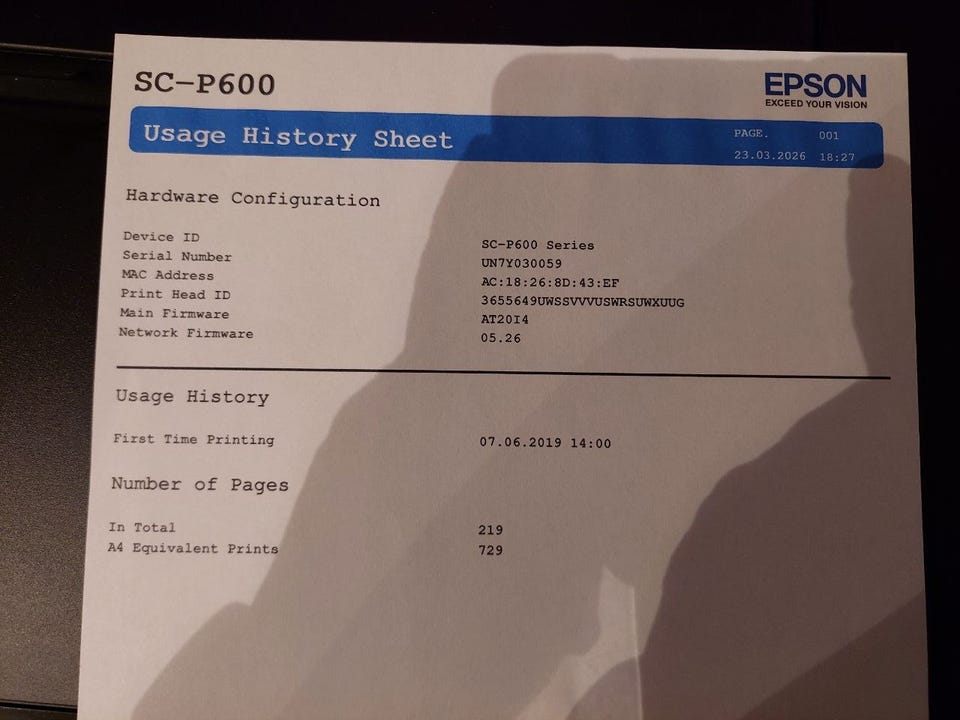 SC-P600
EPSON
EXCEED YOUR VISION
Usage History Sheet
PAGE. 001
23.03.2026 18:27
Hardware Configuration
Device ID SC-P600 Series
Serial Number UN7Y030059
MAC Address AC:18:26:8D:43:EF
Print Head ID 3655649UWSSVVVUSWRSUWXUUG
Main Firmware AT20I4
Network Firmware 05.26
Usage History
First Time Printing 07.06.2019 14:00
Number of Pages
In Total 219
A4 Equivalent Prints 729